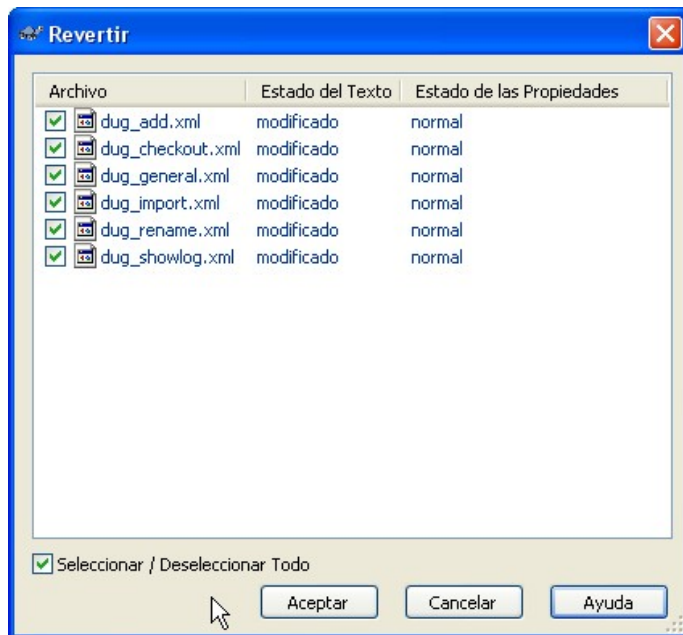 Revertir
Archivo Estado del Texto Estado de las Propiedades
dug_add.xml modificado normal
dug_checkout.xml modificado normal
dug_general.xml modificado normal
dug_import.xml modificado normal
dug_rename.xml modificado normal
dug_showlog.xml modificado normal
Seleccionar / Deseleccionar Todo
Aceptar Cancelar Ayuda